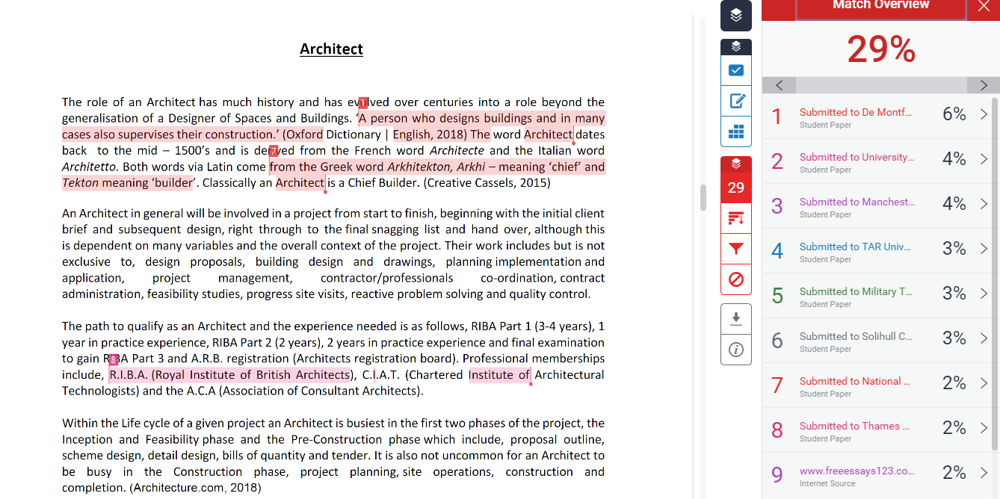 Architect
The role of an Architect has much history and has evolved over centuries into a role beyond the
generalisation of a Designer of Spaces and Buildings. ‘A person who designs buildings and in many
cases also supervises their construction.’ (Oxford Dictionary | English, 2018) The word Architect dates
back to the mid – 1500’s and is derived from the French word Architecte and the Italian word
Architetto. Both words via Latin come from the Greek word Arkhitekton, Arkhi – meaning ‘chief’ and
Tekton meaning ‘builder’. Classically an Architect is a Chief Builder. (Creative Cassels, 2015)
An Architect in general will be involved in a project from start to finish, beginning with the initial client
brief and subsequent design, right through to the final snagging list and hand over, although this
is dependent on many variables and the overall context of the project. Their work includes but is not
exclusive to, design proposals, building design and drawings, planning implementation and
application, project management, contractor/professionals co-ordination, contract
administration, feasibility studies, progress site visits, reactive problem solving and quality control.
The path to qualify as an Architect and the experience needed is as follows, RIBA Part 1 (3-4 years), 1
year in practice experience, RIBA Part 2 (2 years), 2 years in practice experience and final examination
to gain RIBA Part 3 and A.R.B. registration (Architects registration board). Professional memberships
include, R.I.B.A. (Royal Institute of British Architects), C.I.A.T. (Chartered Institute of Architectural
Technologists) and the A.C.A (Association of Consultant Architects).
Within the Life cycle of a given project an Architect is busiest in the first two phases of the project, the
Inception and Feasibility phase and the Pre-Construction phase which include, proposal outline,
scheme design, detail design, bills of quantity and tender. It is also not uncommon for an Architect to
be busy in the Construction phase, project planning, site operations, construction and
completion. (Architecture.com, 2018)
1
7
8
29
Match Overview
29%
1 Submitted to De Montf... 6%
Student Paper
2 Submitted to University... 4%
Student Paper
3 Submitted to Manchest... 4%
Student Paper
4 Submitted to TAR Univ... 3%
Student Paper
5 Submitted to Military T... 3%
Student Paper
6 Submitted to Solihull C... 3%
Student Paper
7 Submitted to National ... 2%
Student Paper
8 Submitted to Thames ... 2%
Student Paper
9 www.freeessays123.co... 2%
Internet Source